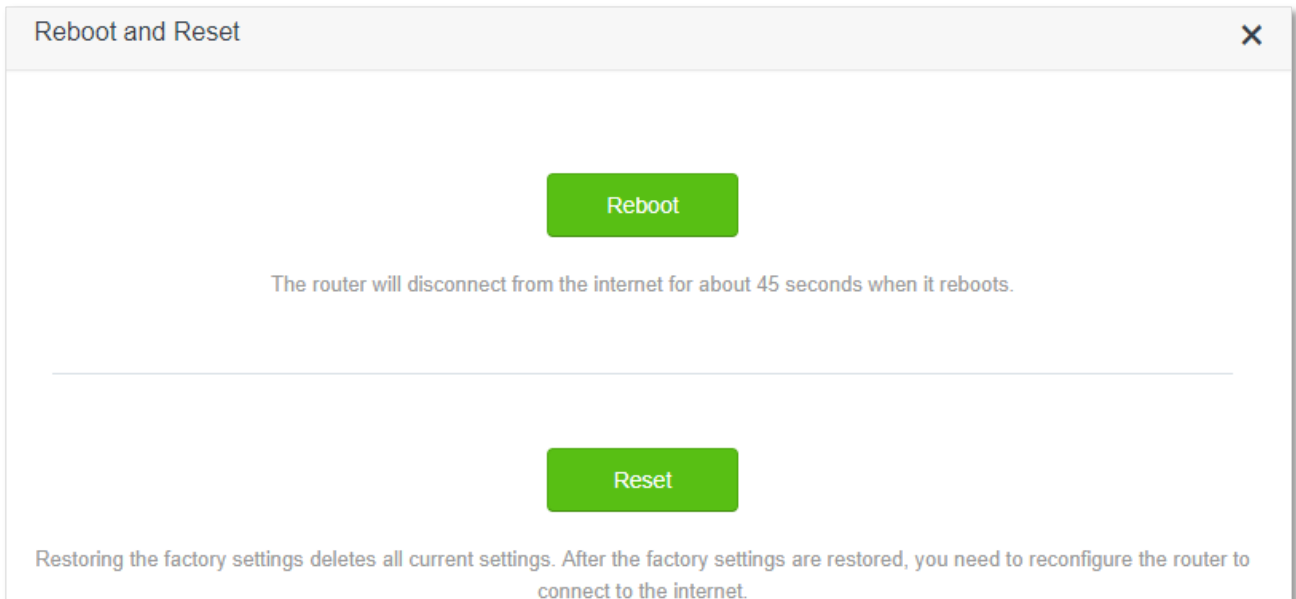 Reboot and Reset
Reboot
The router will disconnect from the internet for about 45 seconds when it reboots.
Reset
Restoring the factory settings deletes all current settings. After the factory settings are restored, you need to reconfigure the router to
connect to the internet.